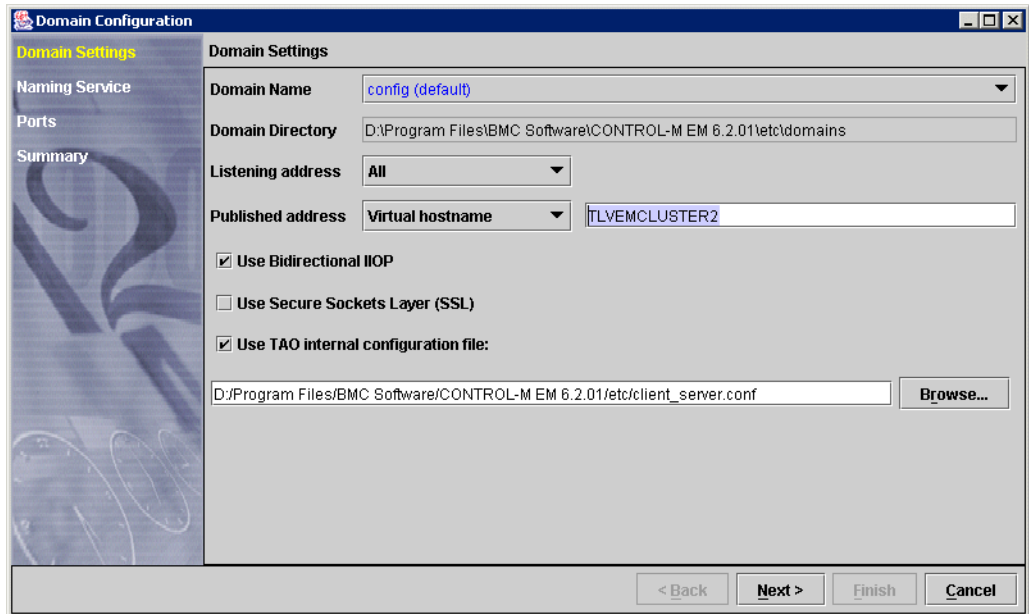 Domain Configuration
Domain Settings
Naming Service
Ports
Summary
Domain Settings
Domain Name config (default)
Domain Directory D:\Program Files\BMC Software\CONTROL-M EM 6.2.01\etc\domains
Listening address All
Published address Virtual hostname TLVEMCLUSTER2
Use Bidirectional IIOP
Use Secure Sockets Layer (SSL)
Use TAO internal configuration file:
D:/Program Files/BMC Software/CONTROL-M EM 6.2.01/etc/client_server.conf Browse...
< Back Next > Finish Cancel